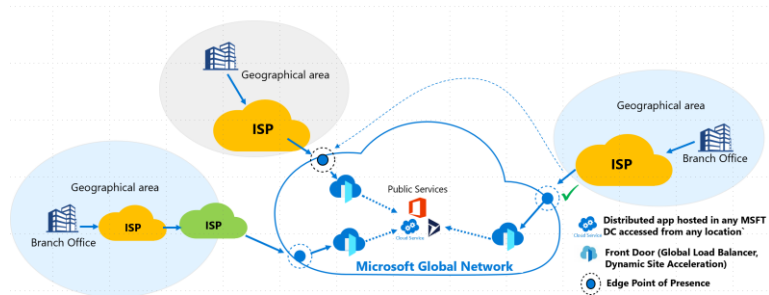 Geographical area
ISP
Geographical area
ISP
Branch Office
Geographical area
Branch Office
ISP
ISP
Public Services
Cloud Service
Microsoft Global Network
Distributed app hosted in any MSFT
DC accessed from any location`
Cloud Service
Front Door (Global Load Balancer,
Dynamic Site Acceleration)
Edge Point of Presence